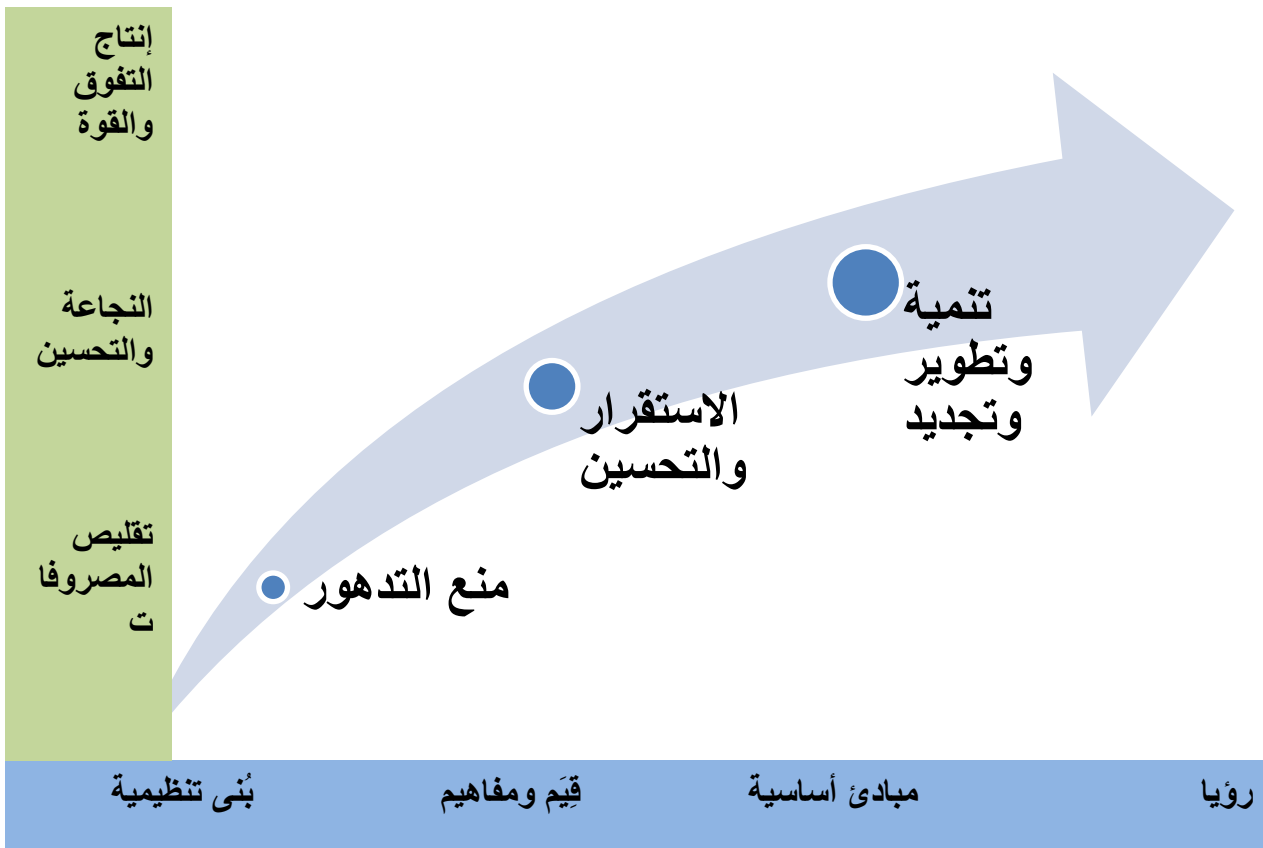 إنتاج
التفوق
والقوة
النجاعة
والتحسين
تقليص
المصروفا
ت
تنمية
وتطوير
وتجديد
الاستقرار
والتحسين
منع التدهور
بُنى تنظيمية
قِيَم ومفاهيم
مبادئ أساسية
رؤيا